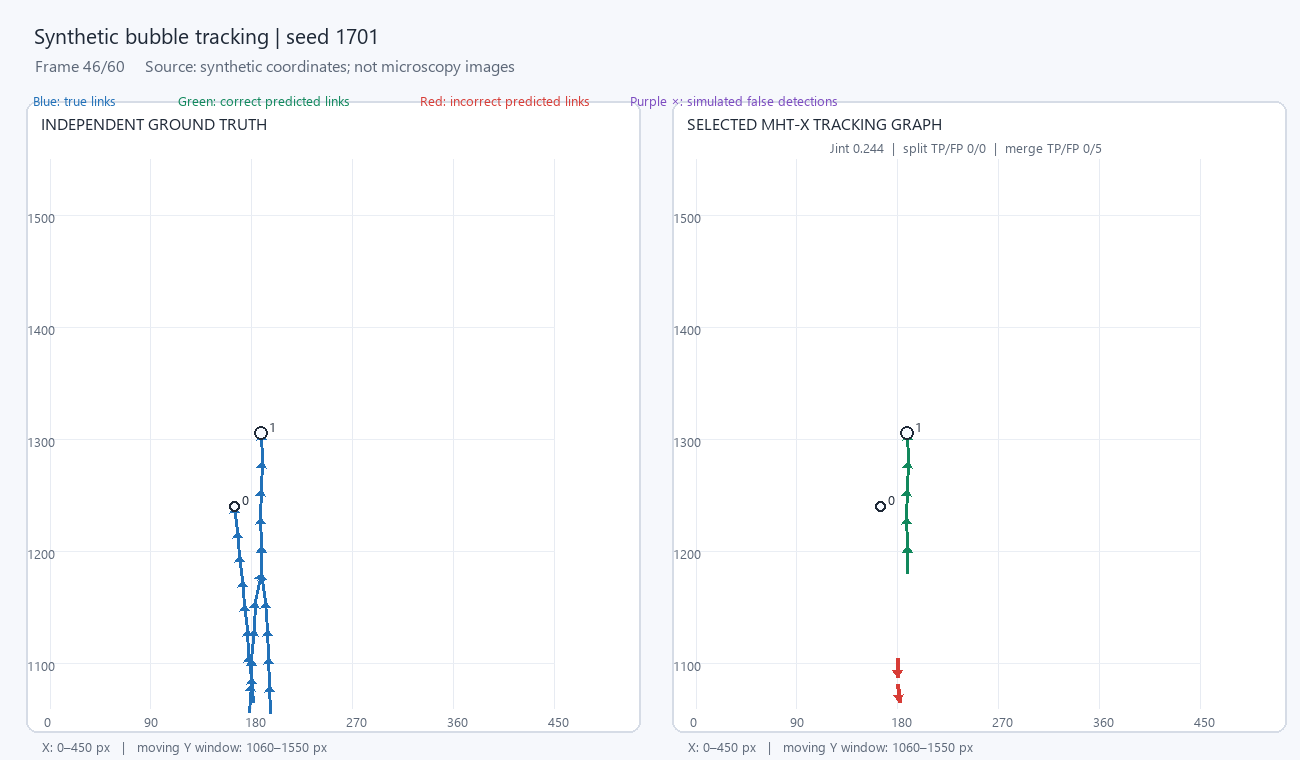 Synthetic bubble tracking | seed 1701
Frame 46/60 Source: synthetic coordinates; not microscopy images
Blue: true links Green: correct predicted links Red: incorrect predicted links Purple ×: simulated false detections
INDEPENDENT GROUND TRUTH
1500
1400
1300
1200
1100
1
0
0 90 180 270 360 450
X: 0–450 px | moving Y window: 1060–1550 px
SELECTED MHT-X TRACKING GRAPH
Jint 0.244 | split TP/FP 0/0 | merge TP/FP 0/5
1500
1400
1300
1200
1100
1
0
0 90 180 270 360 450
X: 0–450 px | moving Y window: 1060–1550 px